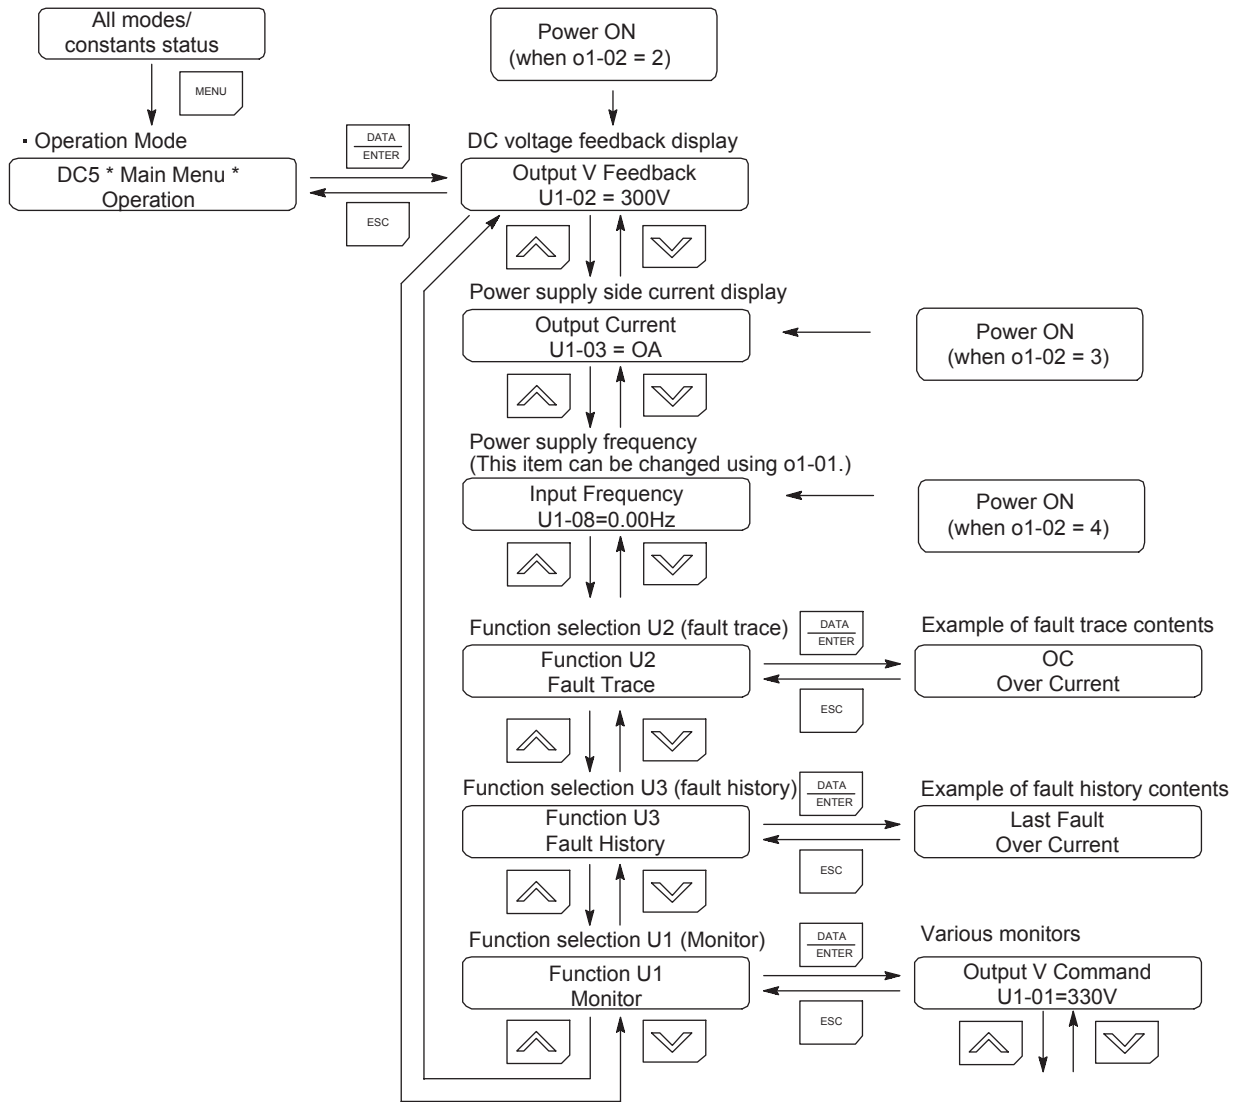 All modes/
constants status
Power ON
(when o1-02 = 2)
MENU
· Operation Mode
DATA
ENTER
DC voltage feedback display
DC5 * Main Menu *
Operation
Output V Feedback
U1-02 = 300V
ESC
Power supply side current display
Output Current
U1-03 = OA
Power ON
(when o1-02 = 3)
Power supply frequency
(This item can be changed using o1-01.)
Input Frequency
U1-08=0.00Hz
Power ON
(when o1-02 = 4)
Function selection U2 (fault trace)
DATA
ENTER
Example of fault trace contents
Function U2
Fault Trace
OC
Over Current
ESC
Function selection U3 (fault history)
DATA
ENTER
Example of fault history contents
Function U3
Fault History
Last Fault
Over Current
ESC
Function selection U1 (Monitor)
DATA
ENTER
Various monitors
Function U1
Monitor
Output V Command
U1-01=330V
ESC